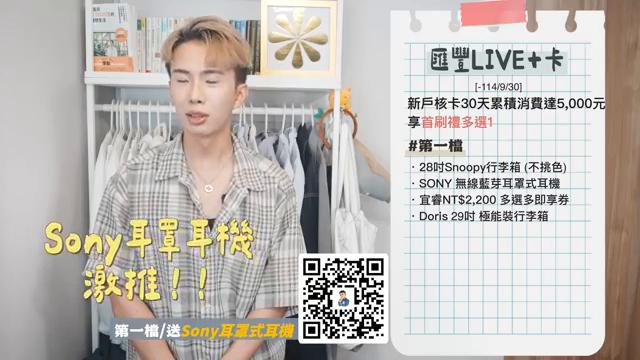 匯豐LIVE+卡
[-114/9/30]
新戶核卡30天累積消費達5,000元
享首刷禮多選1
#第一檔
· 28吋Snoopy行李箱 (不挑色)
· SONY 無線藍芽耳罩式耳機
· 宜睿NT$2,200 多選多即享券
· Doris 29吋 極能裝行李箱
Sony耳罩耳機
激推！！
第一檔/送Sony耳罩式耳機